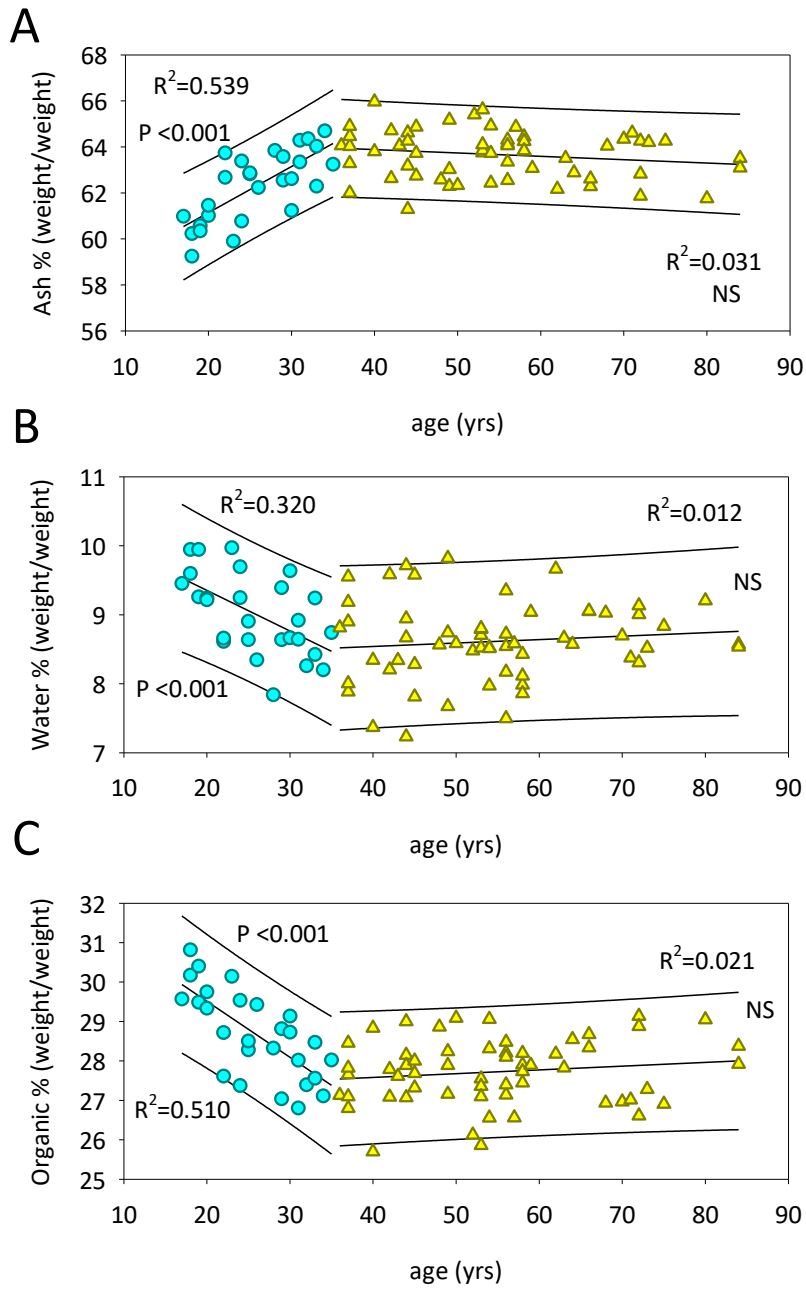 A
68
66
64
62
60
58
56
Ash % (weight/weight)
R²=0.539
P <0.001
R²=0.031
NS
10 20 30 40 50 60 70 80 90
age (yrs)
B
11
10
9
8
7
Water % (weight/weight)
R²=0.320
R²=0.012
NS
P <0.001
10 20 30 40 50 60 70 80 90
age (yrs)
C
32
31
30
29
28
27
26
25
Organic % (weight/weight)
P <0.001
R²=0.021
NS
R²=0.510
10 20 30 40 50 60 70 80 90
age (yrs)